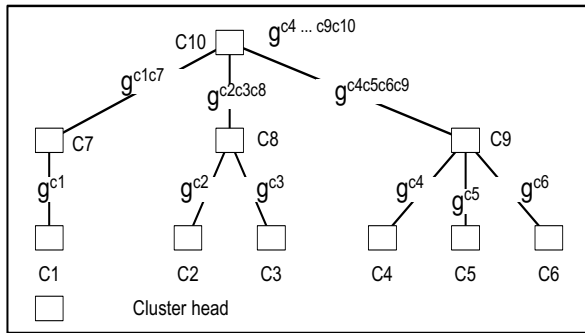 C10 g^c4 ... c9c10
g^c1c7 g^c2c3c8 g^c4c5c6c9
C7 C8 C9
g^c1 g^c2 g^c3 g^c4 g^c5 g^c6
C1 C2 C3 C4 C5 C6
Cluster head